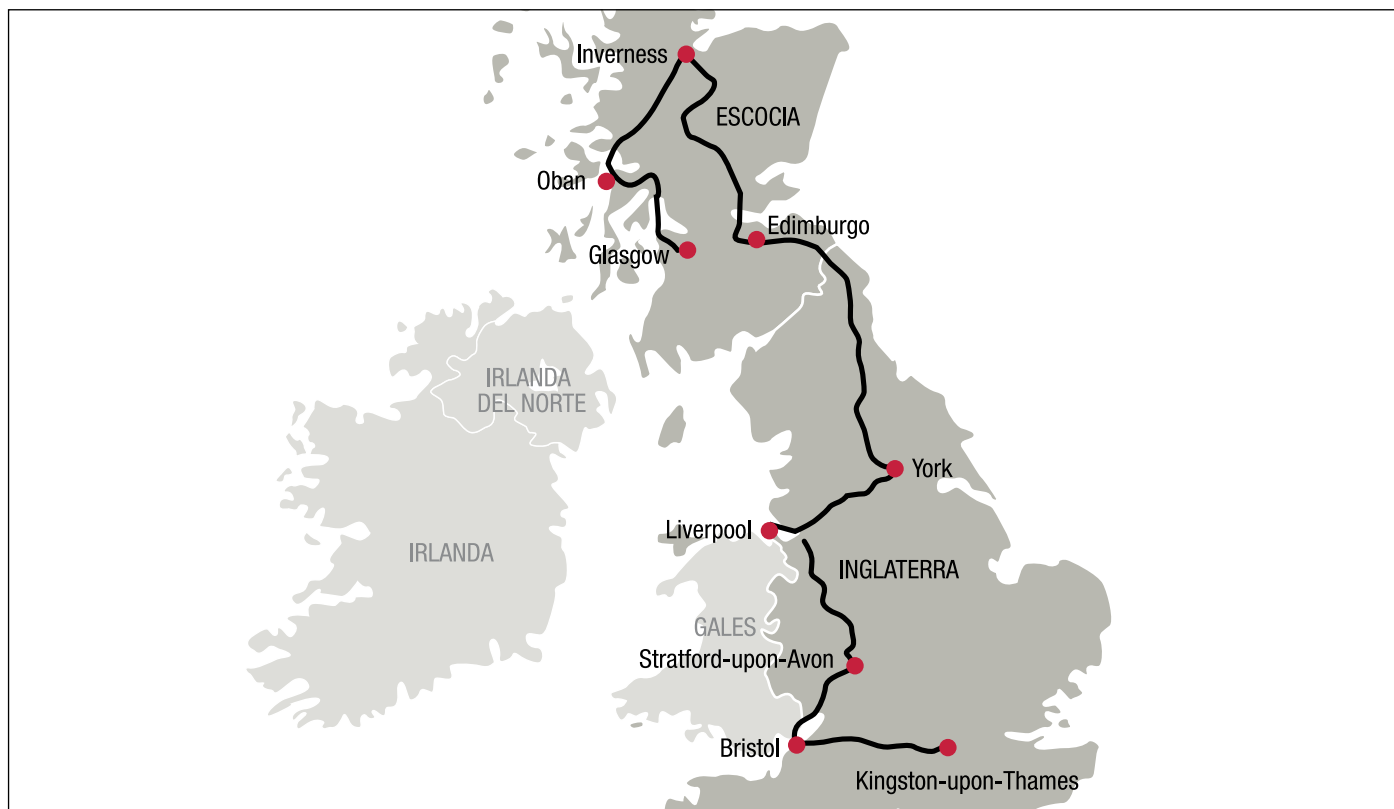 Inverness
ESCOCIA
Oban
Edimburgo
Glasgow
IRLANDA
DEL NORTE
York
Liverpool
IRLANDA
INGLATERRA
GALES
Stratford-upon-Avon
Bristol
Kingston-upon-Thames